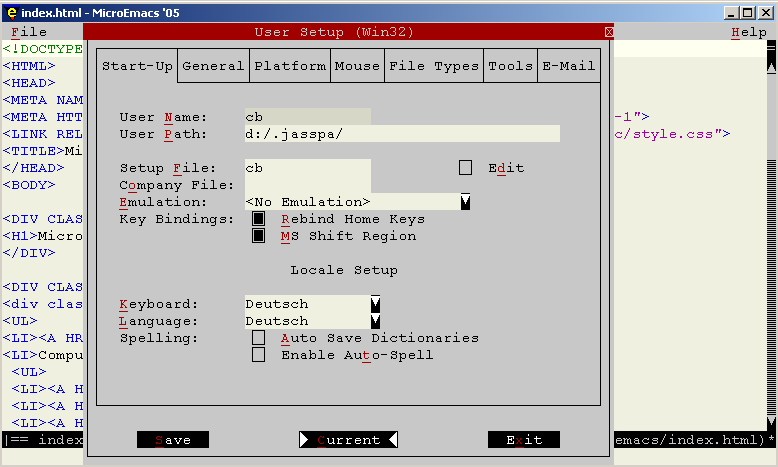 index.html - MicroEmacs '05
File Help
User Setup (Win32)
Start-Up General Platform Mouse File Types Tools E-Mail
<!DOCTYPE
<HTML>
<HEAD>
<META NAM
<META HTT -1">
<LINK REL c/style.css">
<TITLE>Mi
</HEAD>
<BODY>
<DIV CLAS
<H1>Micro
</DIV>
<DIV CLAS
<div clas
<UL>
<LI><A HR
<LI>Compu
<UL>
<LI><A H
<LI><A H
<LI><A H
User Name: cb
User Path: d:/.jasspa/
Setup File: cb Edit
Company File:
Emulation: <No Emulation>
Key Bindings: Rebind Home Keys
MS Shift Region
Locale Setup
Keyboard: Deutsch
Language: Deutsch
Spelling: Auto Save Dictionaries
Enable Auto-Spell
Save Current Exit
|== index emacs/index.html)*